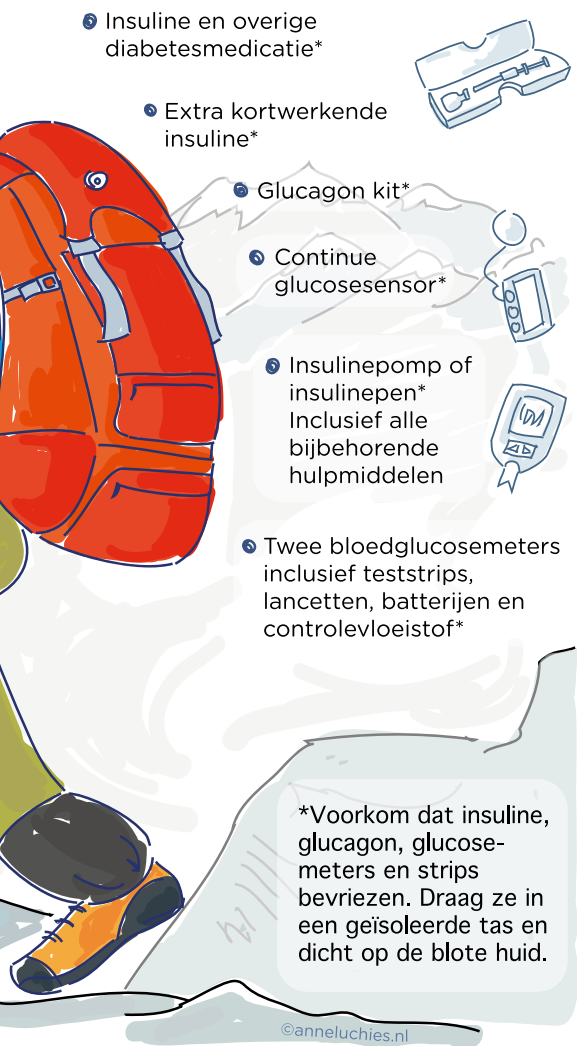 Insuline en overige
diabetesmedicatie*
Extra kortwerkende
insuline*
Glucagon kit*
Continue
glucosesensor*
Insulinepomp of
insulinepen*
Inclusief alle
bijbehorende
hulpmiddelen
Twee bloedglucosemeters
inclusief teststrips,
lancetten, batterijen en
controlevloeistof*
*Voorkom dat insuline,
glucagon, glucose-
meters en strips
bevriezen. Draag ze in
een geïsoleerde tas en
dicht op de blote huid.
©anneluchies.nl